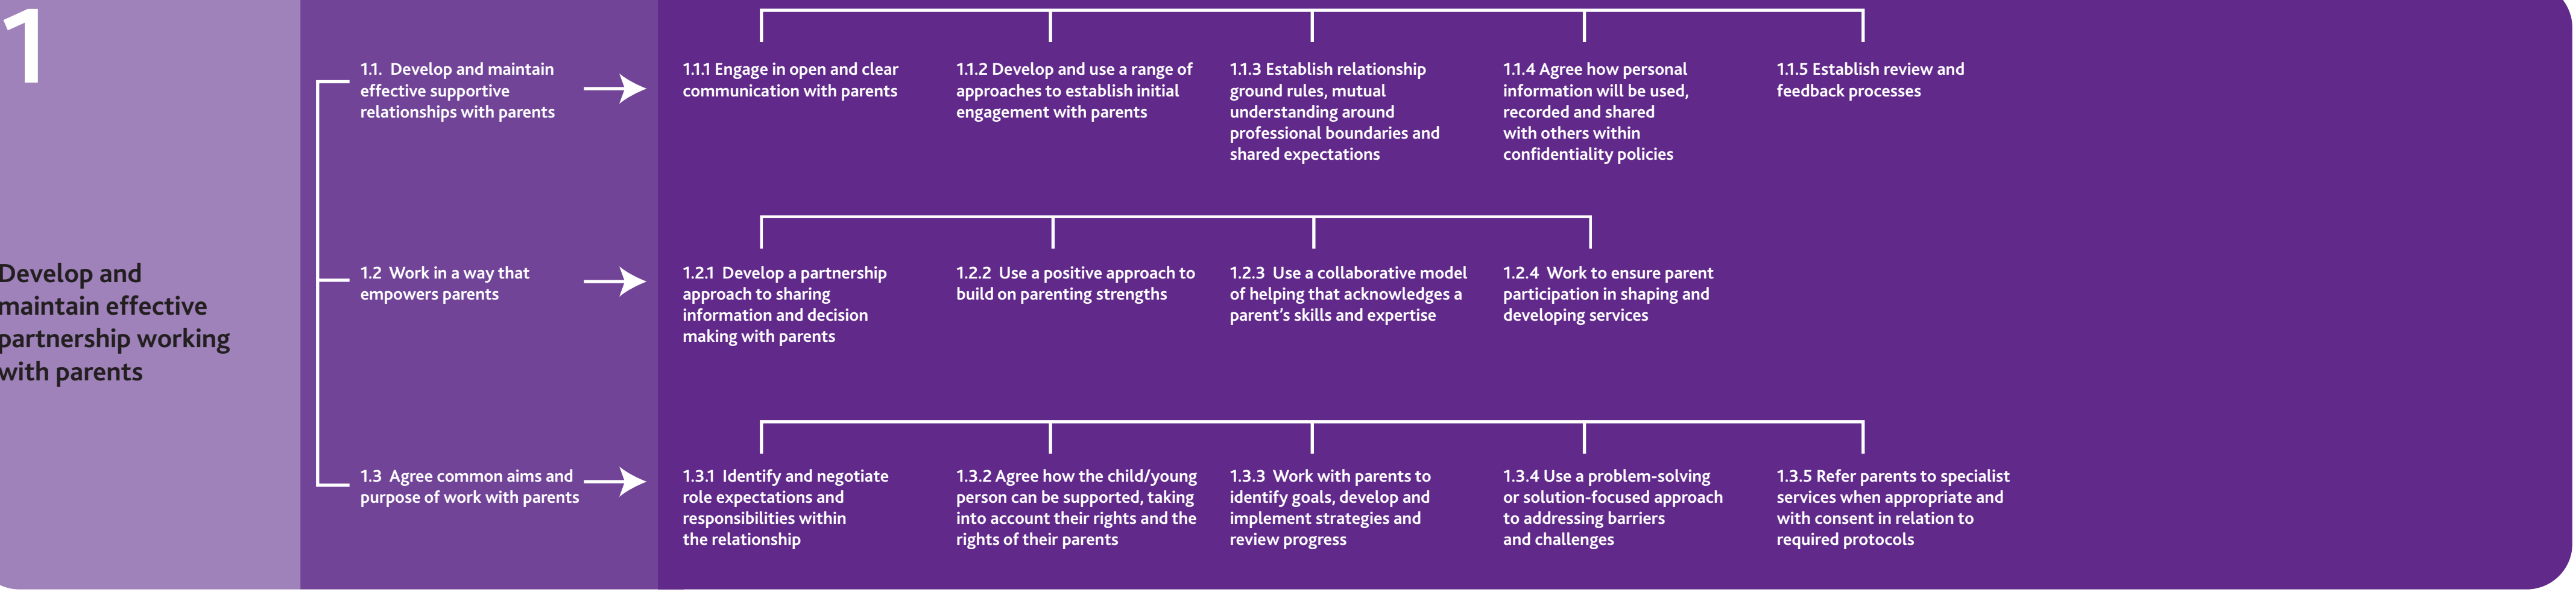 1
Develop and
maintain effective
partnership working
with parents
1.1. Develop and maintain
effective supportive
relationships with parents
1.1.1 Engage in open and clear
communication with parents
1.1.2 Develop and use a range of
approaches to establish initial
engagement with parents
1.1.3 Establish relationship
ground rules, mutual
understanding around
professional boundaries and
shared expectations
1.1.4 Agree how personal
information will be used,
recorded and shared
with others within
confidentiality policies
1.1.5 Establish review and
feedback processes
1.2 Work in a way that
empowers parents
1.2.1 Develop a partnership
approach to sharing
information and decision
making with parents
1.2.2 Use a positive approach to
build on parenting strengths
1.2.3 Use a collaborative model
of helping that acknowledges a
parent’s skills and expertise
1.2.4 Work to ensure parent
participation in shaping and
developing services
1.3 Agree common aims and
purpose of work with parents
1.3.1 Identify and negotiate
role expectations and
responsibilities within
the relationship
1.3.2 Agree how the child/young
person can be supported, taking
into account their rights and the
rights of their parents
1.3.3 Work with parents to
identify goals, develop and
implement strategies and
review progress
1.3.4 Use a problem-solving
or solution-focused approach
to addressing barriers
and challenges
1.3.5 Refer parents to specialist
services when appropriate and
with consent in relation to
required protocols